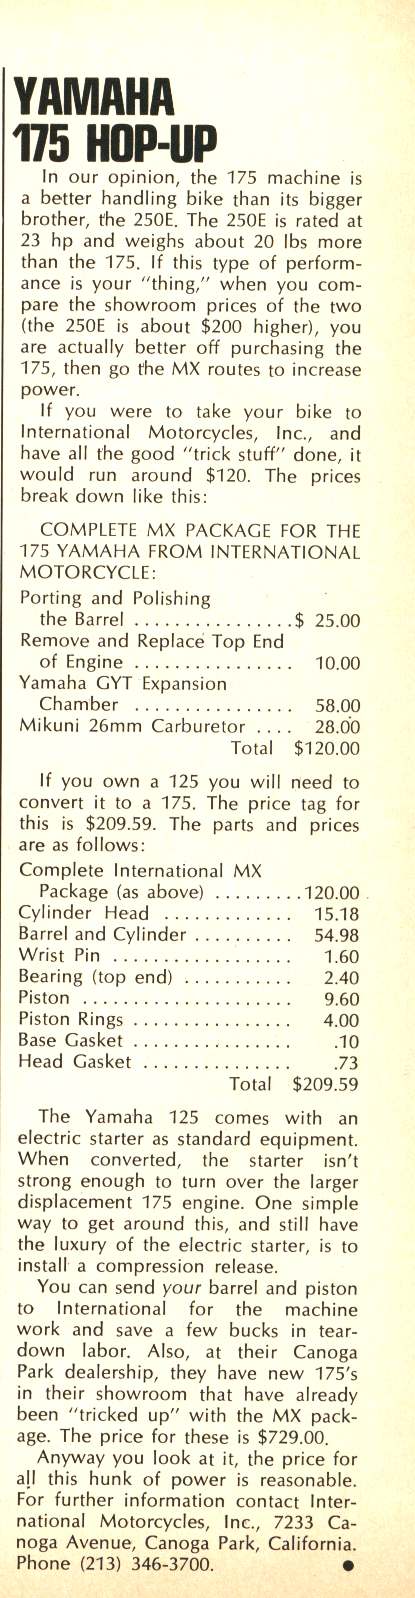 YAMAHA
175 HOP-UP
In our opinion, the 175 machine is
a better handling bike than its bigger
brother, the 250E. The 250E is rated at
23 hp and weighs about 20 lbs more
than the 175. If this type of perform-
ance is your "thing," when you com-
pare the showroom prices of the two
(the 250E is about $200 higher), you
are actually better off purchasing the
175, then go the MX routes to increase
power.
If you were to take your bike to
International Motorcycles, Inc., and
have all the good "trick stuff" done, it
would run around $120. The prices
break down like this:
COMPLETE MX PACKAGE FOR THE
175 YAMAHA FROM INTERNATIONAL
MOTORCYCLE:
Porting and Polishing
the Barrel ................$ 25.00
Remove and Replace Top End
of Engine ................ 10.00
Yamaha GYT Expansion
Chamber ................ 58.00
Mikuni 26mm Carburetor .... 28.00
Total $120.00
If you own a 125 you will need to
convert it to a 175. The price tag for
this is $209.59. The parts and prices
are as follows:
Complete International MX
Package (as above) .........120.00
Cylinder Head ............. 15.18
Barrel and Cylinder .......... 54.98
Wrist Pin .................. 1.60
Bearing (top end) ........... 2.40
Piston ..................... 9.60
Piston Rings ................ 4.00
Base Gasket ................ .10
Head Gasket ............... .73
Total $209.59
The Yamaha 125 comes with an
electric starter as standard equipment.
When converted, the starter isn't
strong enough to turn over the larger
displacement 175 engine. One simple
way to get around this, and still have
the luxury of the electric starter, is to
install a compression release.
You can send your barrel and piston
to International for the machine
work and save a few bucks in tear-
down labor. Also, at their Canoga
Park dealership, they have new 175's
in their showroom that have already
been "tricked up" with the MX pack-
age. The price for these is $729.00.
Anyway you look at it, the price for
all this hunk of power is reasonable.
For further information contact Inter-
national Motorcycles, Inc., 7233 Ca-
noga Avenue, Canoga Park, California.
Phone (213) 346-3700. ●